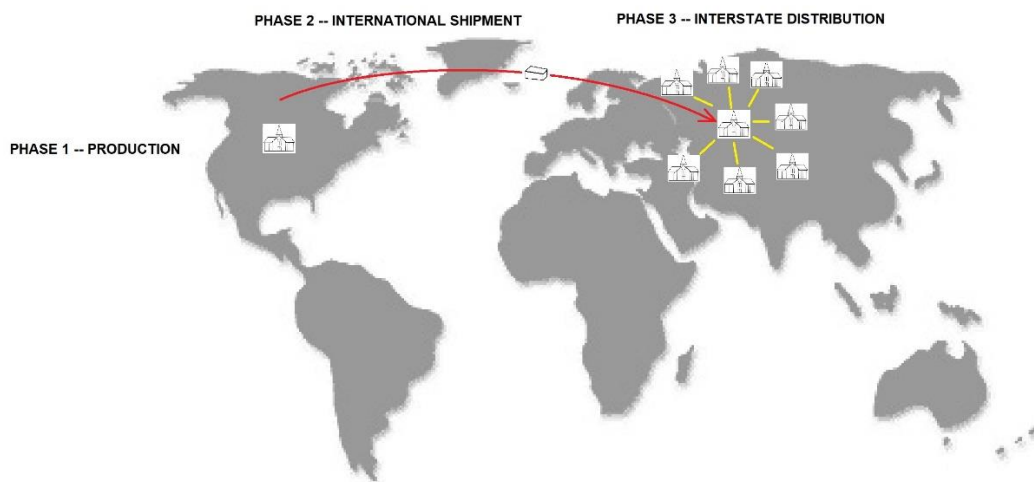 PHASE 2 -- INTERNATIONAL SHIPMENT
PHASE 3 -- INTERSTATE DISTRIBUTION
PHASE 1 -- PRODUCTION